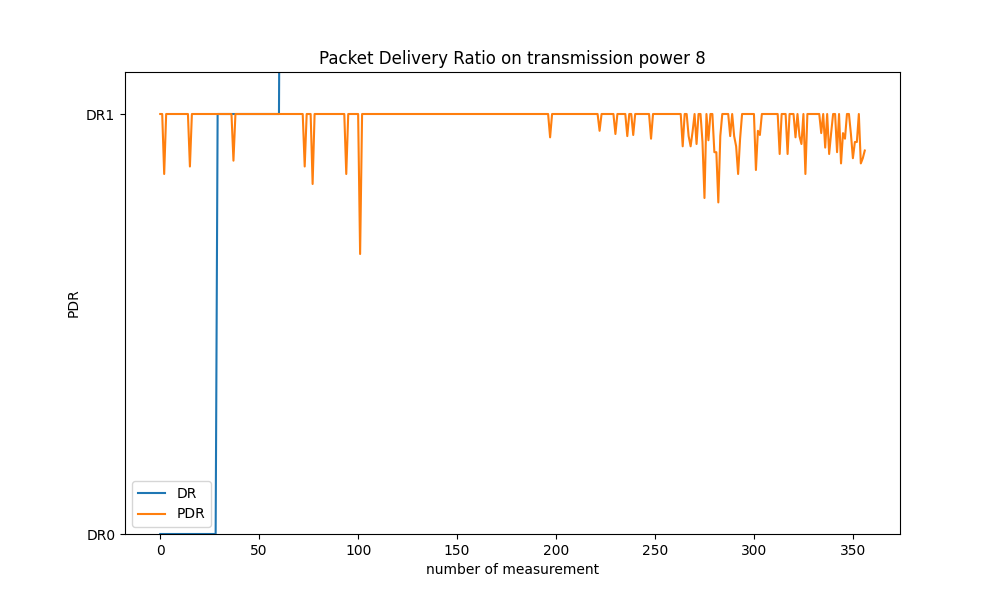 Packet Delivery Ratio on transmission power 8
DR1
PDR
DR
PDR
DR0
0 50 100 150 200 250 300 350
number of measurement